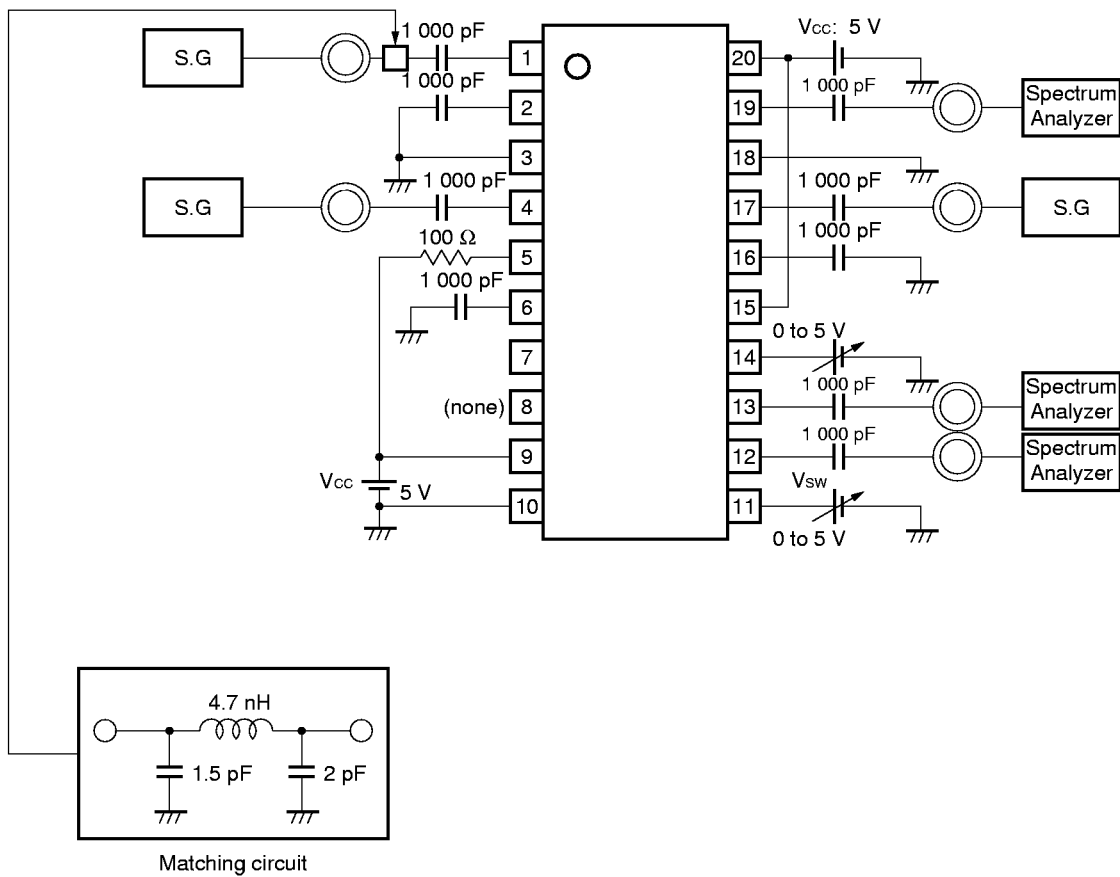 1 000 pF
S.G
1
1 000 pF
2
3
S.G
1 000 pF
4
100 Ω
5
1 000 pF
6
7
(none)
8
9
VCC
5 V
10
VCC: 5 V
20
1 000 pF
19
Spectrum
Analyzer
18
1 000 pF
17
S.G
1 000 pF
16
15
0 to 5 V
14
1 000 pF
13
Spectrum
Analyzer
1 000 pF
12
Spectrum
Analyzer
VSW
11
0 to 5 V
4.7 nH
1.5 pF
2 pF
Matching circuit